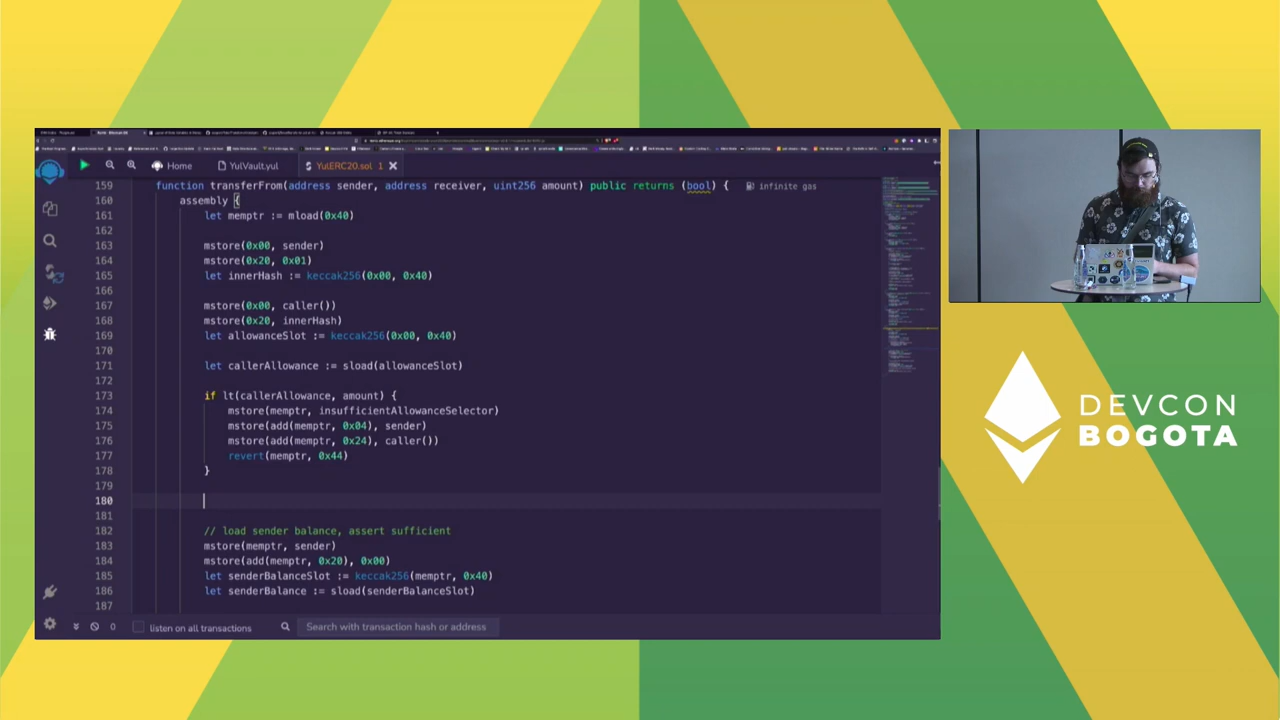 Home
YulVault.yul
YulERC20.sol 1
159 function transferFrom(address sender, address receiver, uint256 amount) public returns (bool) { infinite gas
160 assembly {
161 let memptr := mload(0x40)
162
163 mstore(0x00, sender)
164 mstore(0x20, 0x01)
165 let innerHash := keccak256(0x00, 0x40)
166
167 mstore(0x00, caller())
168 mstore(0x20, innerHash)
169 let allowanceSlot := keccak256(0x00, 0x40)
170
171 let callerAllowance := sload(allowanceSlot)
172
173 if lt(callerAllowance, amount) {
174 mstore(memptr, insufficientAllowanceSelector)
175 mstore(add(memptr, 0x04), sender)
176 mstore(add(memptr, 0x24), caller())
177 revert(memptr, 0x44)
178 }
179
180
181
182 // load sender balance, assert sufficient
183 mstore(memptr, sender)
184 mstore(add(memptr, 0x20), 0x00)
185 let senderBalanceSlot := keccak256(memptr, 0x40)
186 let senderBalance := sload(senderBalanceSlot)
187
0 listen on all transactions Search with transaction hash or address
DEVCON
BOGOTA